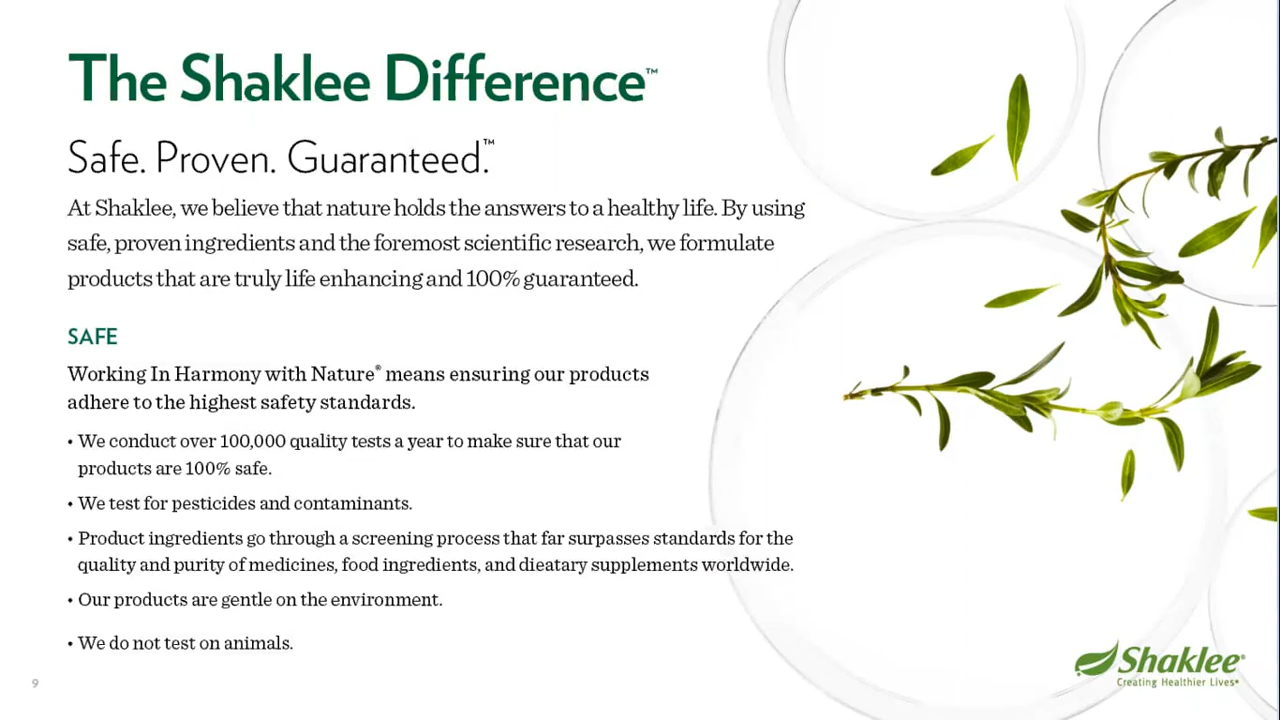 The Shaklee Difference™
Safe. Proven. Guaranteed.™
At Shaklee, we believe that nature holds the answers to a healthy life. By using
safe, proven ingredients and the foremost scientific research, we formulate
products that are truly life enhancing and 100% guaranteed.
SAFE
Working In Harmony with Nature® means ensuring our products
adhere to the highest safety standards.
• We conduct over 100,000 quality tests a year to make sure that our
products are 100% safe.
• We test for pesticides and contaminants.
• Product ingredients go through a screening process that far surpasses standards for the
quality and purity of medicines, food ingredients, and dieatary supplements worldwide.
• Our products are gentle on the environment.
• We do not test on animals.
9
Shaklee®
Creating Healthier Lives®